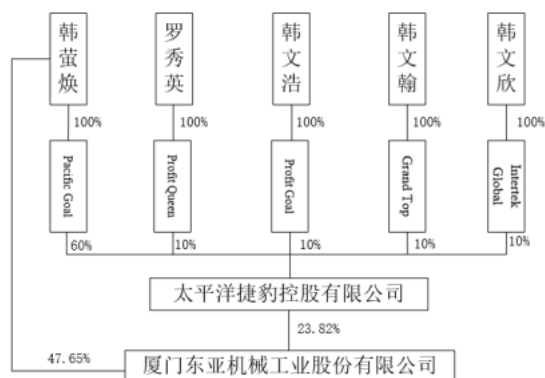 韩萤焕
罗秀英
韩文浩
韩文翰
韩文欣
100%
100%
100%
100%
100%
Pacific Goal
Profit Queen
Profit Goal
Grand Top
Intertek
Global
60%
10%
10%
10%
10%
太平洋捷豹控股有限公司
23.82%
47.65%
厦门东亚机械工业股份有限公司